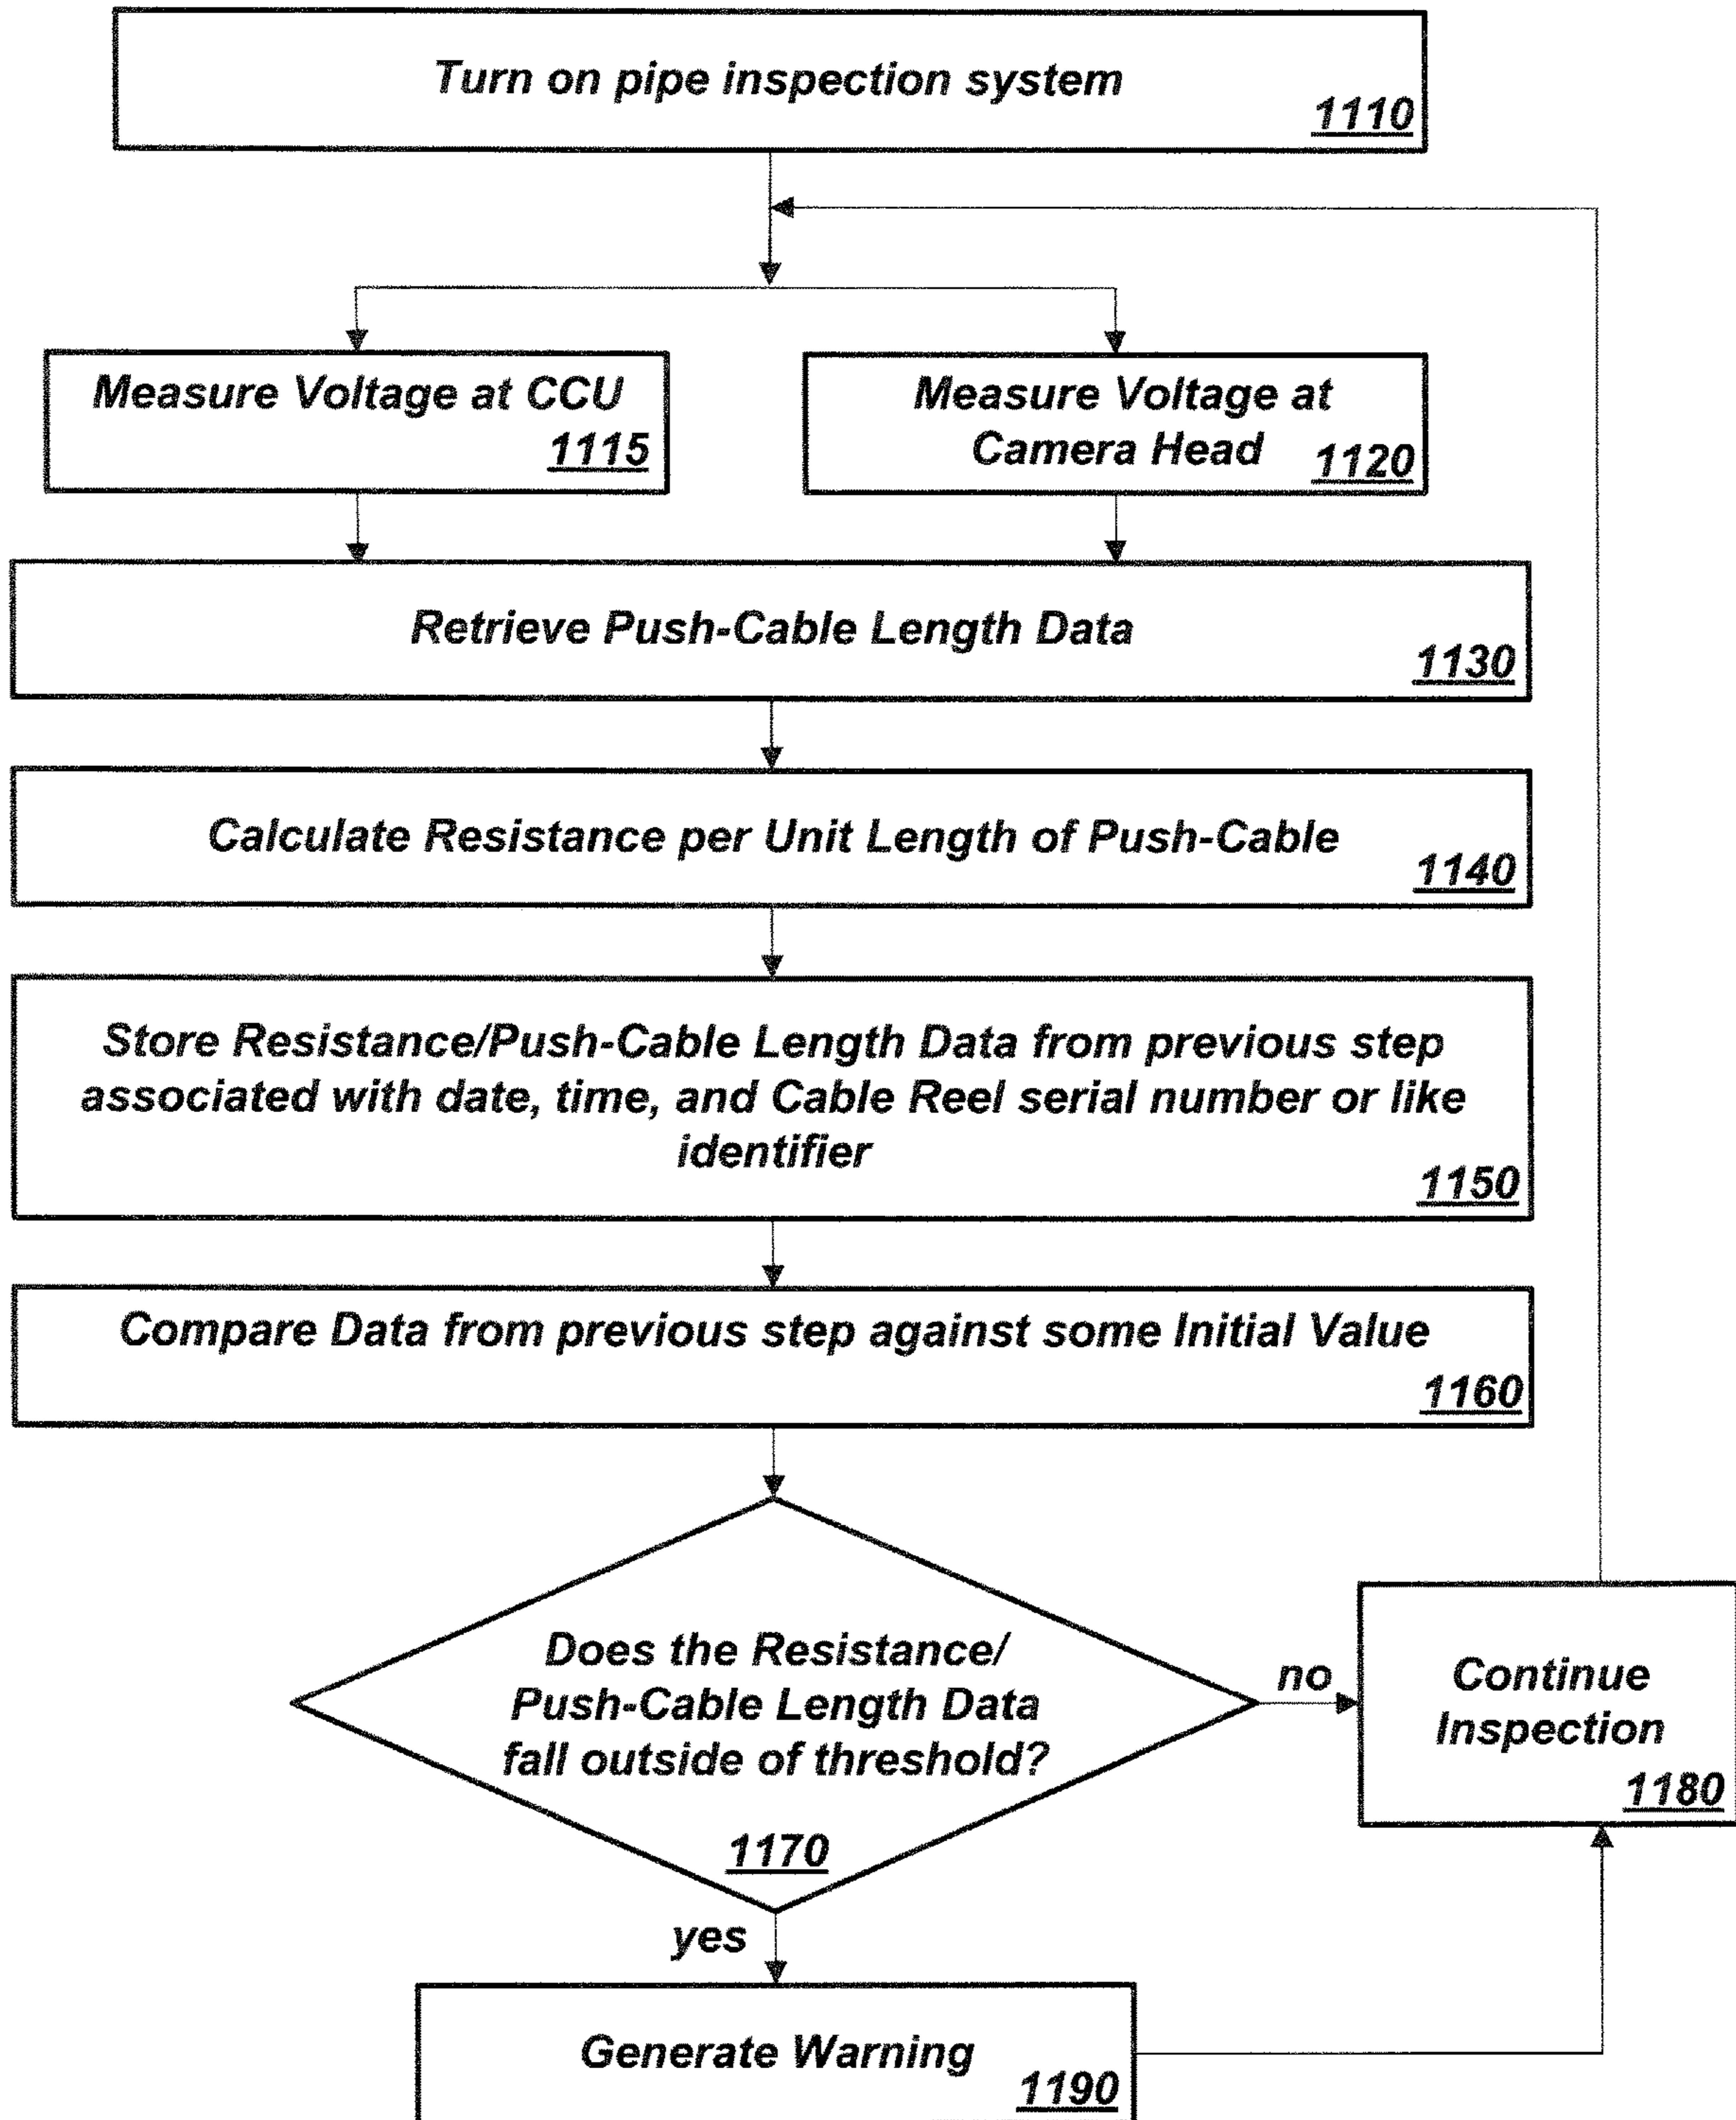 Turn on pipe inspection system
1110
Measure Voltage at CCU
1115
Measure Voltage at
Camera Head 1120
Retrieve Push-Cable Length Data
1130
Calculate Resistance per Unit Length of Push-Cable
1140
Store Resistance/Push-Cable Length Data from previous step
associated with date, time, and Cable Reel serial number or like
identifier
1150
Compare Data from previous step against some Initial Value
1160
Does the Resistance/
Push-Cable Length Data
fall outside of threshold?
1170
no
Continue
Inspection
1180
yes
Generate Warning
1190